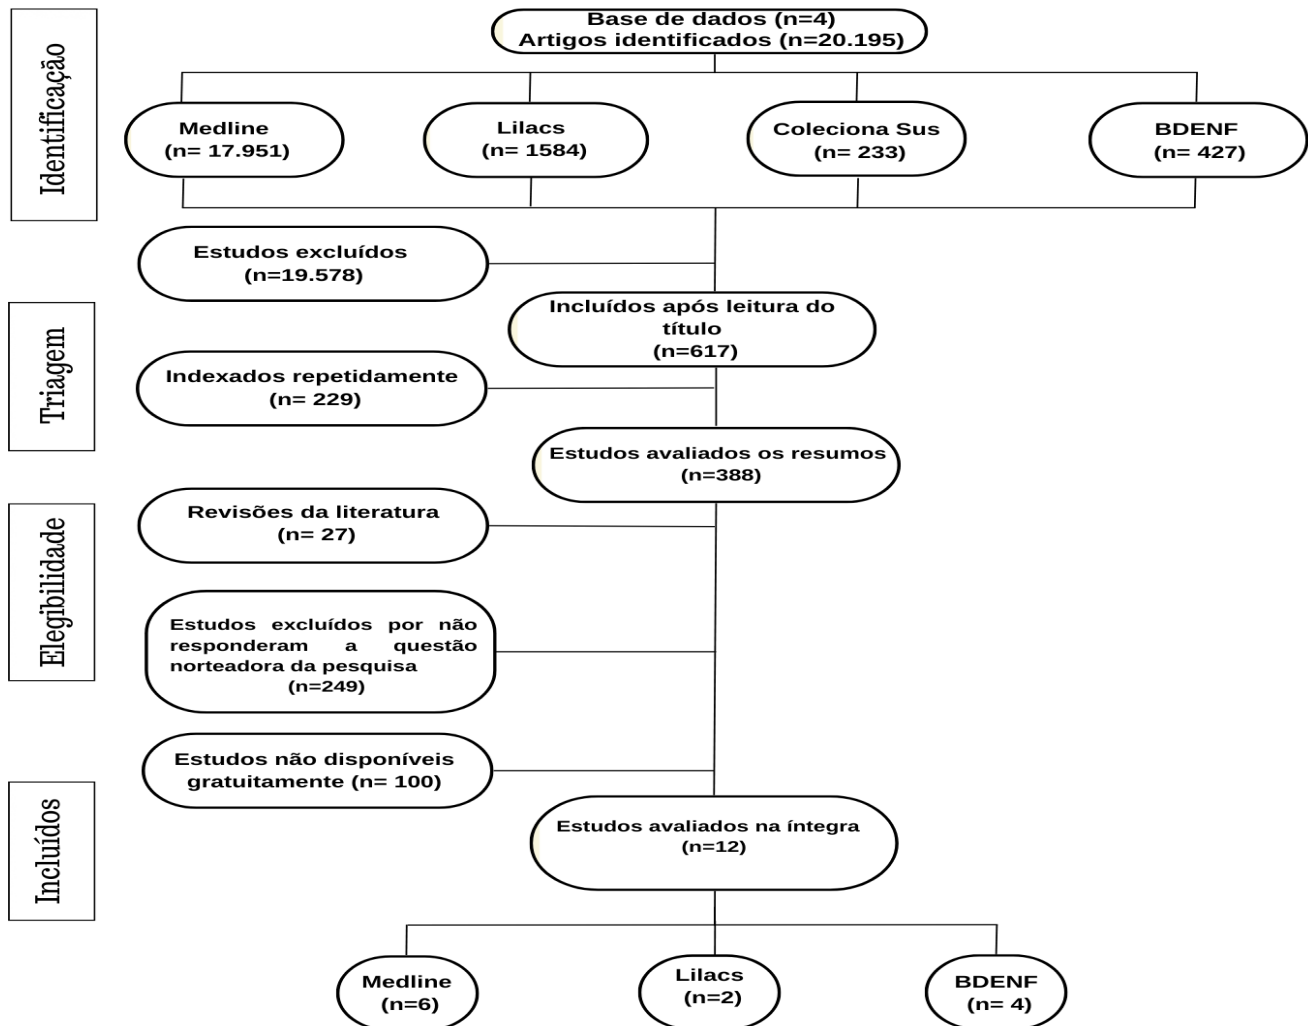 Identificação
Base de dados (n=4)
Artigos identificados (n=20.195)
Medline
(n= 17.951)
Lilacs
(n= 1584)
Coleciona Sus
(n= 233)
BDENF
(n= 427)
Estudos excluídos
(n=19.578)
Triagem
Incluídos após leitura do
título
(n=617)
Indexados repetidamente
(n= 229)
Estudos avaliados os resumos
(n=388)
Elegibilidade
Revisões da literatura
(n= 27)
Estudos excluídos por não
responderam a questão
norteadora da pesquisa
(n=249)
Estudos não disponíveis
gratuitamente (n= 100)
Incluídos
Estudos avaliados na íntegra
(n=12)
Medline
(n=6)
Lilacs
(n=2)
BDENF
(n= 4)